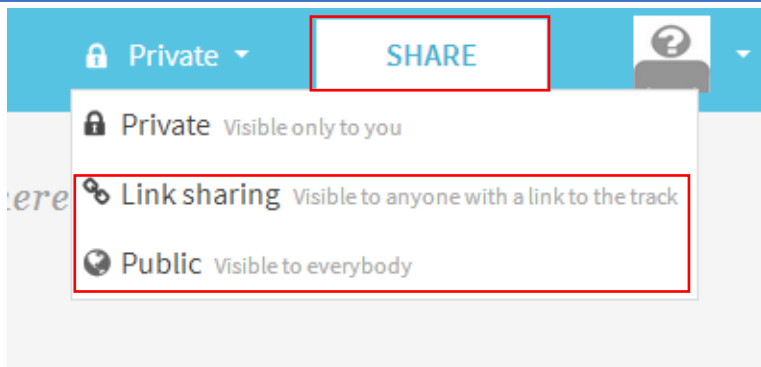 Private SHARE
Private Visible only to you
ere
Link sharing Visible to anyone with a link to the track
Public Visible to everybody